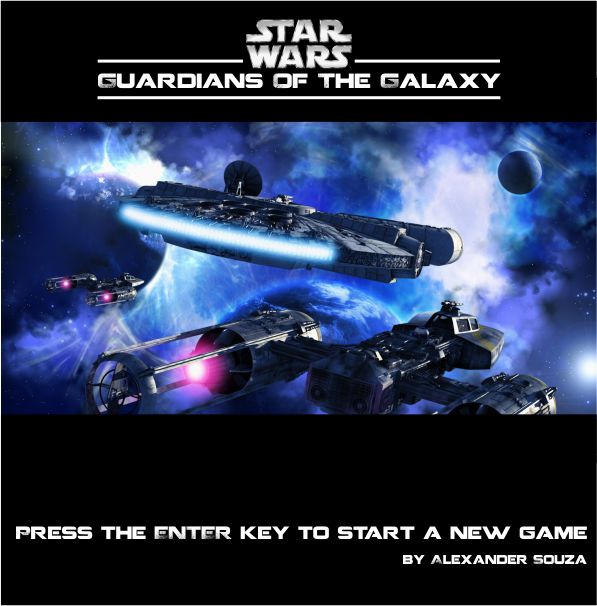 STAR
WARS
GUARDIANS OF THE GALAXY
PRESS THE ENTER KEY TO START A NEW GAME
BY ALEXANDER SOUZA